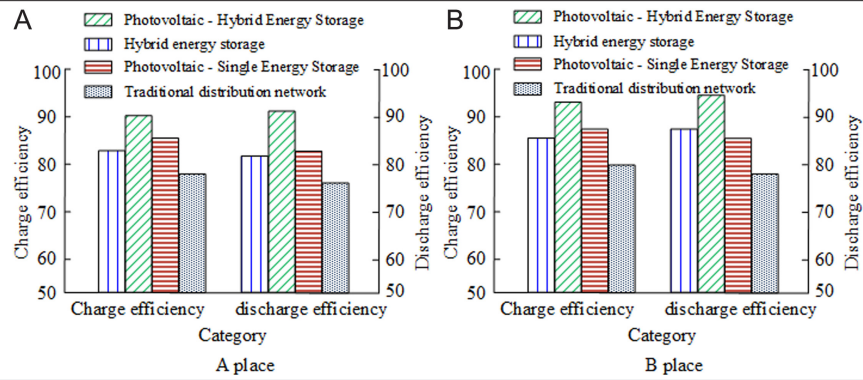 A
Photovoltaic - Hybrid Energy Storage
Hybrid energy storage
Photovoltaic - Single Energy Storage
Traditional distribution network
100
90
80
70
60
50
Charge efficiency
100
90
80
70
60
50
Discharge efficiency
Charge efficiency
discharge efficiency
Category
A place
B
Photovoltaic - Hybrid Energy Storage
Hybrid energy storage
Photovoltaic - Single Energy Storage
Traditional distribution network
100
90
80
70
60
50
Charge efficiency
100
90
80
70
60
50
Discharge efficiency
Charge efficiency
discharge efficiency
Category
B place